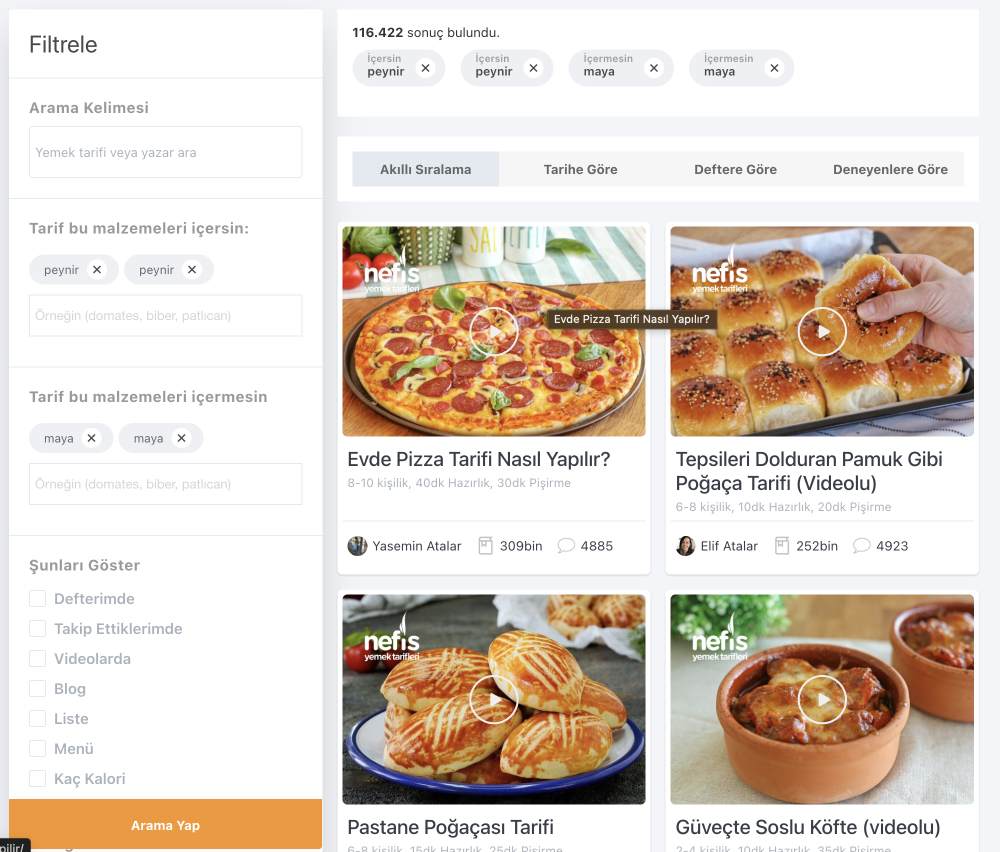 Filtrele
Arama Kelimesi
Yemek tarifi veya yazar ara
Tarif bu malzemeleri içersin:
peynir
peynir
Örneğin (domates, biber, patlıcan)
Tarif bu malzemeleri içermesin
maya
maya
Örneğin (domates, biber, patlıcan)
Şunları Göster
Defterimde
Takip Ettiklerimde
Videolarda
Blog
Liste
Menü
Kaç Kalori
Arama Yap
pilir/
116.422 sonuç bulundu.
İçersin
peynir
İçersin
peynir
İçermesin
maya
İçermesin
maya
Akıllı Sıralama
Tarihe Göre
Deftere Göre
Deneyenlere Göre
nefis
yemek tarifleri
Evde Pizza Tarifi Nasıl Yapılır?
Evde Pizza Tarifi Nasıl Yapılır?
8-10 kişilik, 40dk Hazırlık, 30dk Pişirme
Yasemin Atalar 309bin 4885
nefis
yemek tarifleri
Tepsileri Dolduran Pamuk Gibi
Poğaça Tarifi (Videolu)
6-8 kişilik, 10dk Hazırlık, 20dk Pişirme
Elif Atalar 252bin 4923
nefis
yemek tarifleri
Pastane Poğaçası Tarifi
6-8 kişilik, 15dk Hazırlık, 25dk Pişirme
nefis
yemek tarifleri
Güveçte Soslu Köfte (videolu)
2-4 kişilik, 10dk Hazırlık, 35dk Pişirme